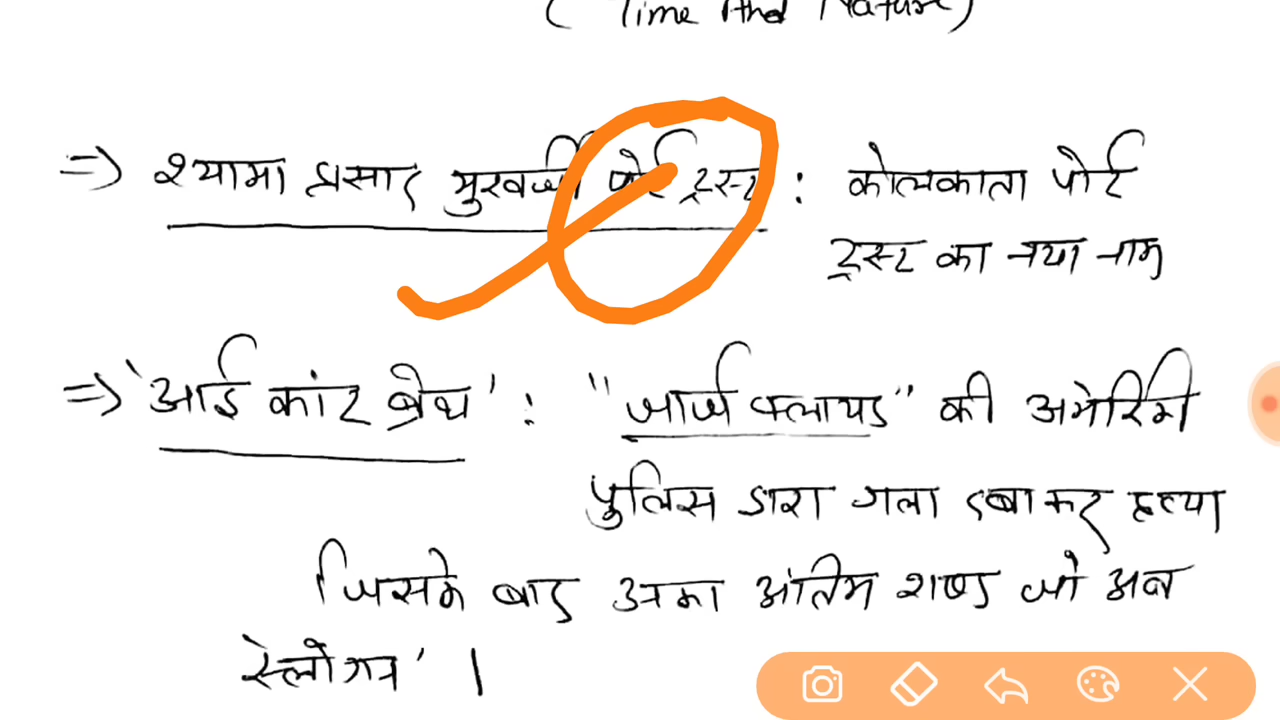 ( Time And Nature)
=> श्यामा प्रसाद मुखर्जी पोर्ट ट्रस्ट : कोलकाता पोर्ट
ट्रस्ट का नया नाम
=> 'आई कांट ब्रेथ' : "जार्ज फ्लायड" की अमेरिकी
पुलिस द्वारा गला दबाकर हत्या
जिसके बाद उनका अंतिम शब्द जो अब
स्लोगन' |